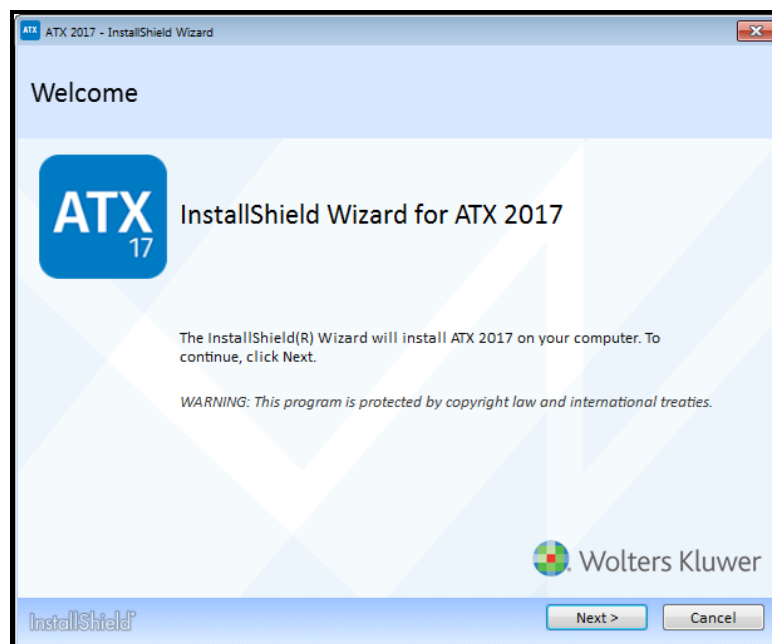 ATX ATX 2017 - InstallShield Wizard
Welcome
ATX
17
InstallShield Wizard for ATX 2017
The InstallShield(R) Wizard will install ATX 2017 on your computer. To
continue, click Next.
WARNING: This program is protected by copyright law and international treaties.
Wolters Kluwer
InstallShield®
Next >
Cancel